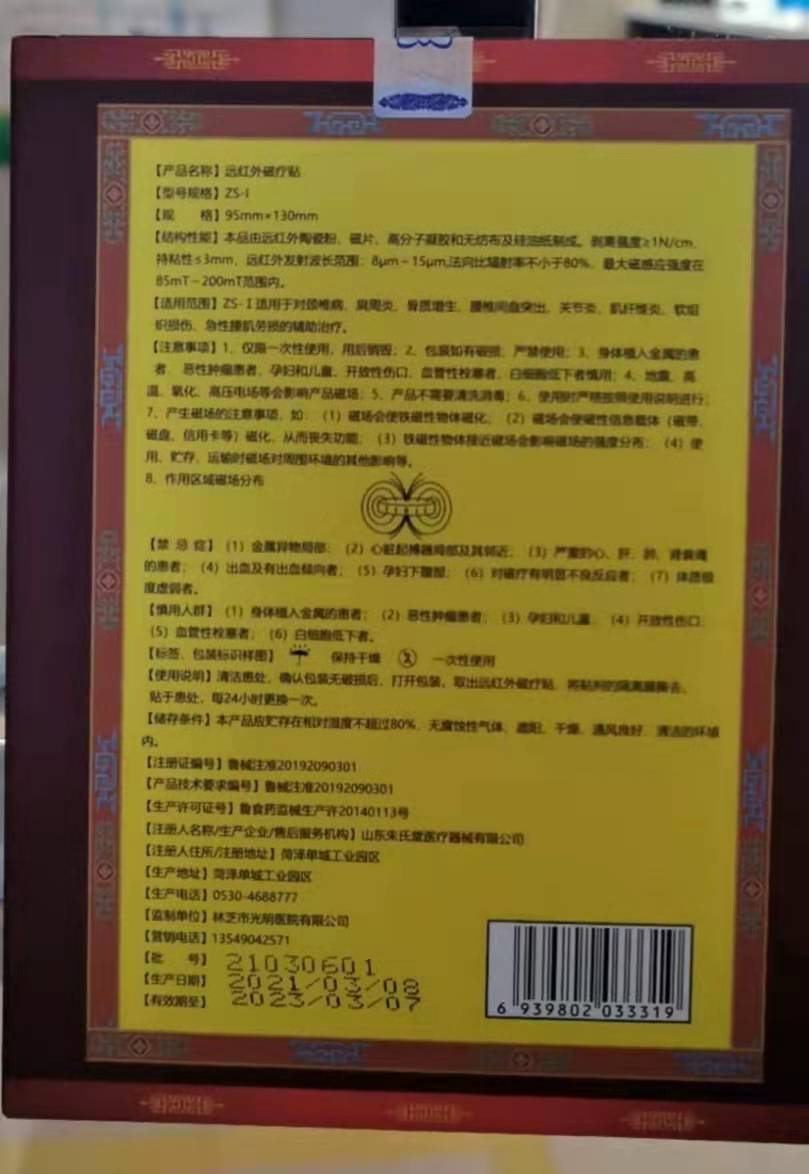 【产品名称】远红外磁疗贴
【型号规格】ZS-Ⅰ
【规 格】95mm×130mm
【结构性能】本品由远红外陶瓷粉、磁片、高分子凝胶和无纺布及硅油纸制成。剥离强度≥1N/cm、
持粘性≤3mm、远红外发射波长范围：8μm－15μm,法向比辐射率不小于80%，最大磁感应强度在
85mT－200mT范围内。
【适用范围】ZS-Ⅰ适用于对颈椎病、肩周炎、骨质增生、腰椎间盘突出、关节炎、肌纤维炎、软组
织损伤、急性腰肌劳损的辅助治疗。
【注意事项】1、仅限一次性使用，用后销毁；2、包装如有破损，严禁使用；3、身体植入金属的患
者、恶性肿瘤患者、孕妇和儿童、开放性伤口、血管性栓塞者、白细胞低下者慎用；4、地震、高
温、氧化、高压电场等会影响产品磁场；5、产品不需要清洗消毒；6、使用时严格按照使用说明进行；
7、产生磁场的注意事项，如：（1）磁场会使铁磁性物体磁化，（2）磁场会使磁性信息载体（磁带、
磁盘、信用卡等）磁化，从而丧失功能，（3）铁磁性物体接近磁场会影响磁场的强度分布；（4）使
用、贮存、运输时磁场对周围环境的其他影响等。
8、作用区域磁场分布
【禁 忌 症】（1）金属异物局部；（2）心脏起搏器局部及其邻近；（3）严重的心、肝、肺、肾衰竭
的患者；（4）出血及有出血倾向者；（5）孕妇下腹部；（6）对磁疗有明显不良反应者；（7）体质极
度虚弱者。
【慎用人群】（1）身体植入金属的患者；（2）恶性肿瘤患者；（3）孕妇和儿童；（4）开放性伤口；
（5）血管性栓塞者；（6）白细胞低下者。
【标签、包装标识样图】 保持干燥 一次性使用
【使用说明】清洁患处，确认包装无破损后，打开包装，取出远红外磁疗贴，将贴剂的隔离膜撕去，
贴于患处，每24小时更换一次。
【储存条件】本产品应贮存在相对湿度不超过80%、无腐蚀性气体、遮阳、干燥、通风良好、清洁的环境
内。
【注册证编号】鲁械注准20192090301
【产品技术要求编号】鲁械注准20192090301
【生产许可证号】鲁食药监械生产许20140113号
【注册人名称/生产企业/售后服务机构】山东朱氏堂医疗器械有限公司
【注册人住所/注册地址】菏泽单城工业园区
【生产地址】菏泽单城工业园区
【生产电话】0530-4688777
【监制单位】林芝市光明医院有限公司
【营销电话】13549042571
【批 号】21030601
【生产日期】2021/03/08
【有效期至】2023/03/07
6 939802 033319